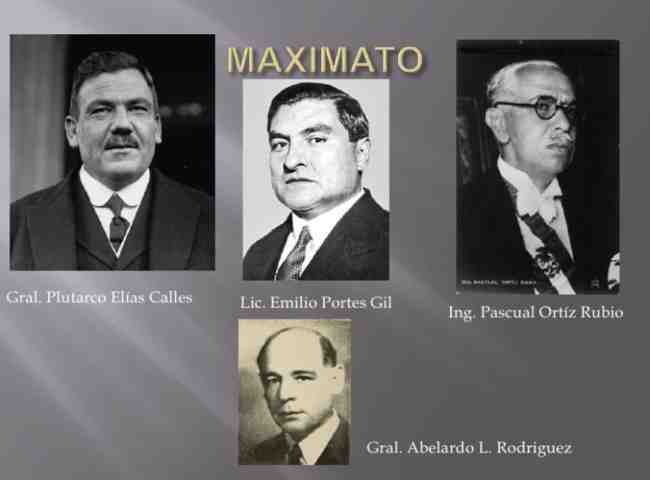 MAXIMATO
Gral. Plutarco Elías Calles
Lic. Emilio Portes Gil
Ing. Pascual Ortíz Rubio
Gral. Abelardo L. Rodriguez